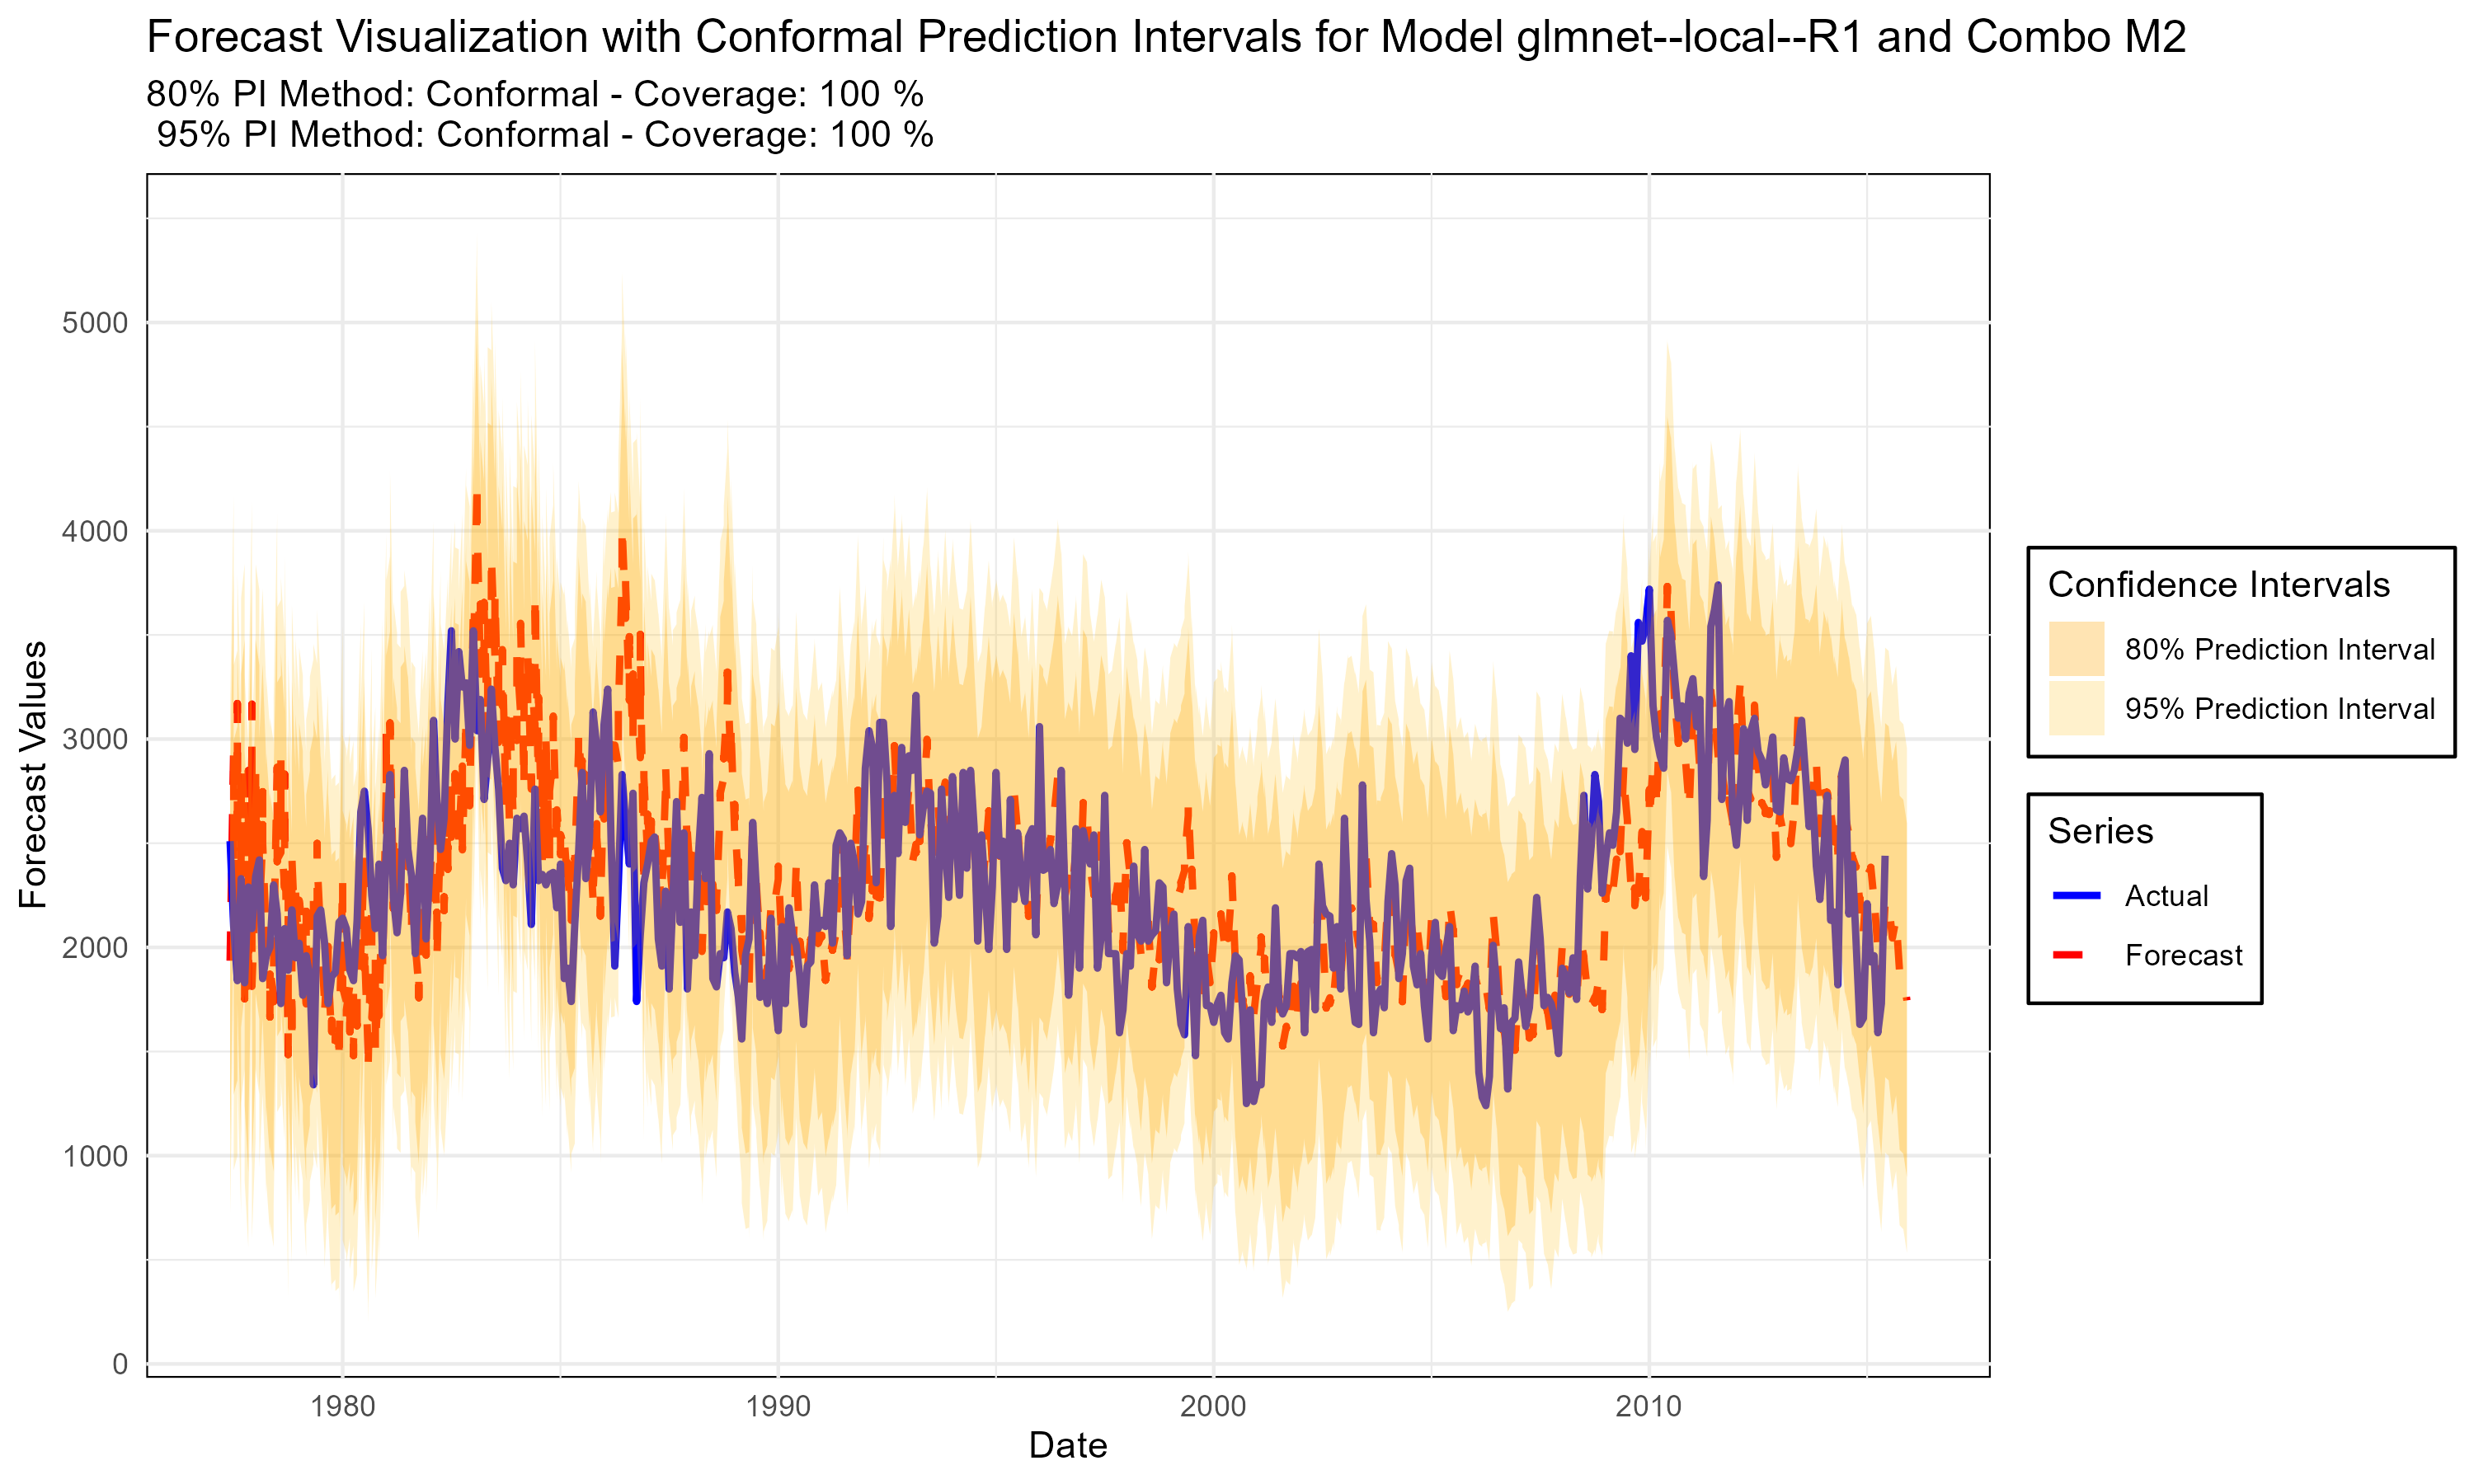 Forecast Visualization with Conformal Prediction Intervals for Model glmnet--local--R1 and Combo M2
80% PI Method: Conformal - Coverage: 100 %
95% PI Method: Conformal - Coverage: 100 %
Forecast Values
5000
4000
3000
2000
1000
0
1980
1990
2000
2010
Date
Confidence Intervals
80% Prediction Interval
95% Prediction Interval
Series
Actual
Forecast